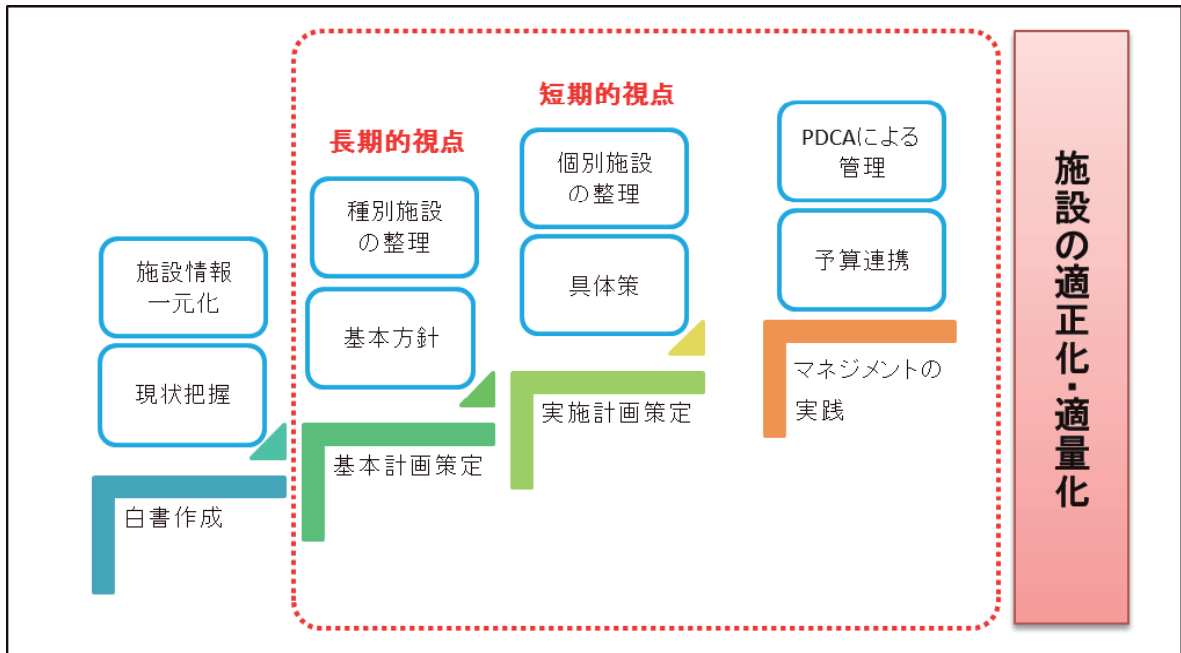 施設情報
一元化
現状把握
白書作成
長期的視点
種別施設
の整理
基本方針
基本計画策定
短期的視点
個別施設
の整理
具体策
実施計画策定
PDCAによる
管理
予算連携
マネジメントの
実践
施設の適正化・適量化